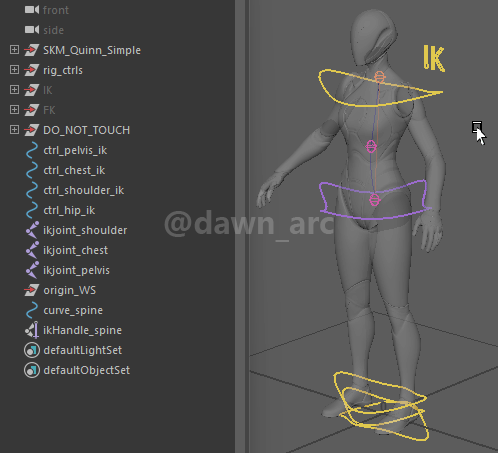 front
side
SKM_Quinn_Simple
rig_ctrls
IK
FK
DO_NOT_TOUCH
ctrl_pelvis_ik
ctrl_chest_ik
ctrl_shoulder_ik
ctrl_hip_ik
ikjoint_shoulder
ikjoint_chest
ikjoint_pelvis
origin_WS
curve_spine
ikHandle_spine
defaultLightSet
defaultObjectSet
IK
@dawn_arc